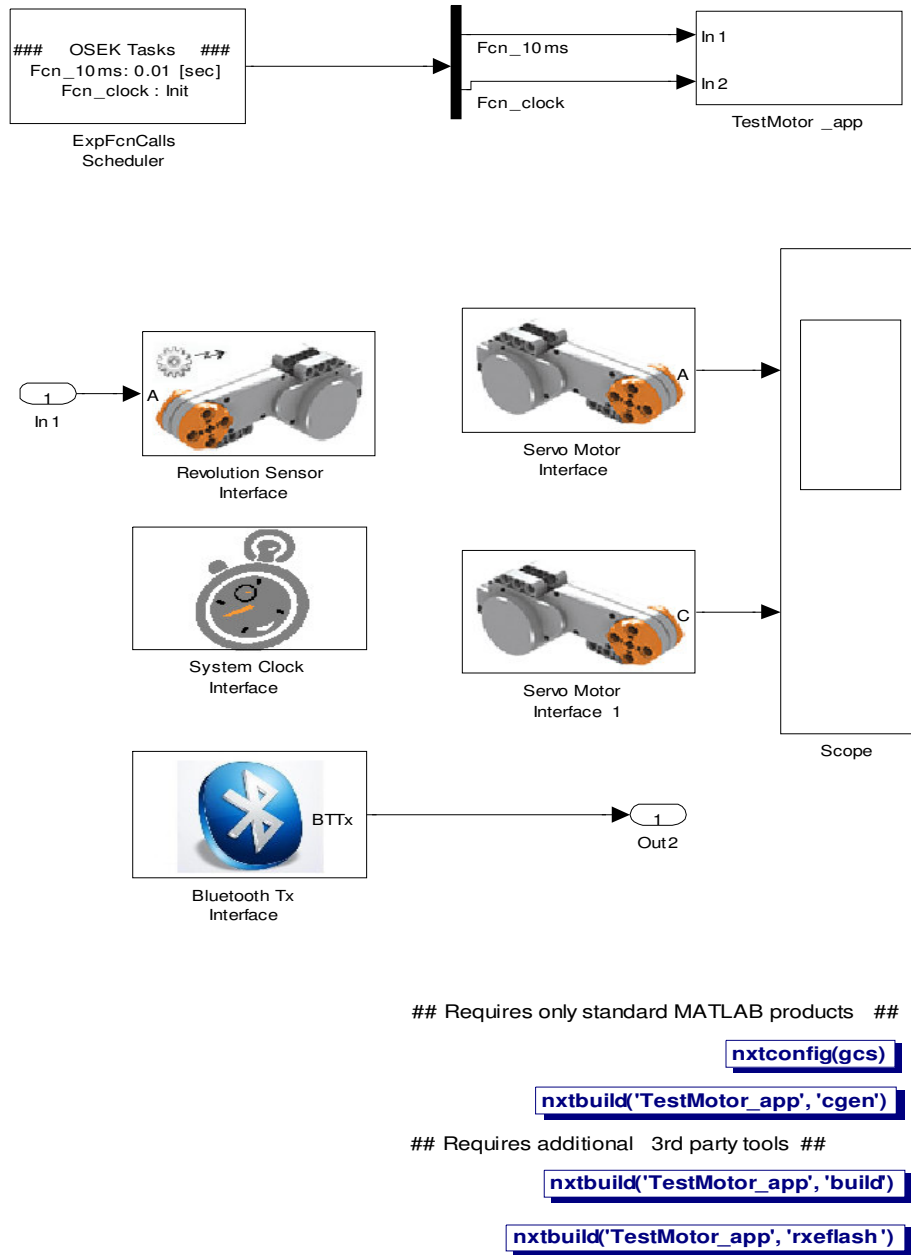 ### OSEK Tasks ###
Fcn_10ms: 0.01 [sec]
Fcn_clock : Init
ExpFcnCalls
Scheduler
Fcn_10ms
Fcn_clock
In1
In2
TestMotor _app
1
In1
A
Revolution Sensor
Interface
A
Servo Motor
Interface
System Clock
Interface
C
Servo Motor
Interface 1
Scope
BTTx
Bluetooth Tx
Interface
1
Out2
## Requires only standard MATLAB products ##
nxtconfig(gcs)
nxtbuild('TestMotor_app', 'cgen')
## Requires additional 3rd party tools ##
nxtbuild('TestMotor_app', 'build')
nxtbuild('TestMotor_app', 'rxeflash')